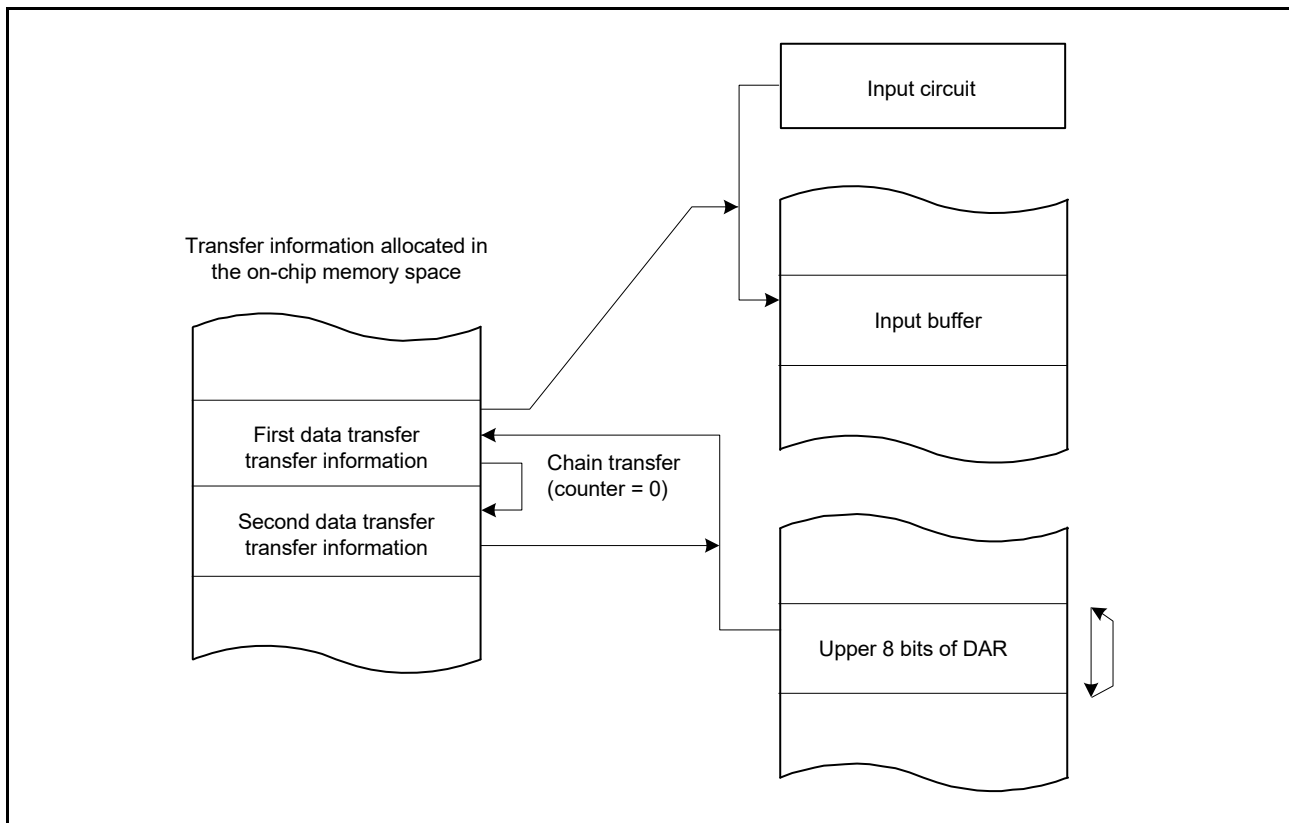 Input circuit
Transfer information allocated in
the on-chip memory space
Input buffer
First data transfer
transfer information
Chain transfer
(counter = 0)
Second data transfer
transfer information
Upper 8 bits of DAR